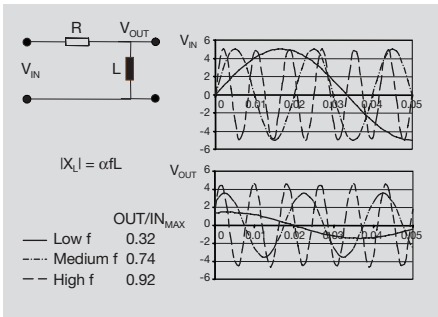 R
V_OUT
V_IN
L
|X_L| = αfL
OUT/IN_MAX
Low f 0.32
Medium f 0.74
High f 0.92
V_IN
6
4
2
0
-2
-4
-6
0 0.01 0.02 0.03 0.04 0.05
V_OUT
6
4
2
0
-2
-4
-6
0 0.01 0.02 0.03 0.04 0.05